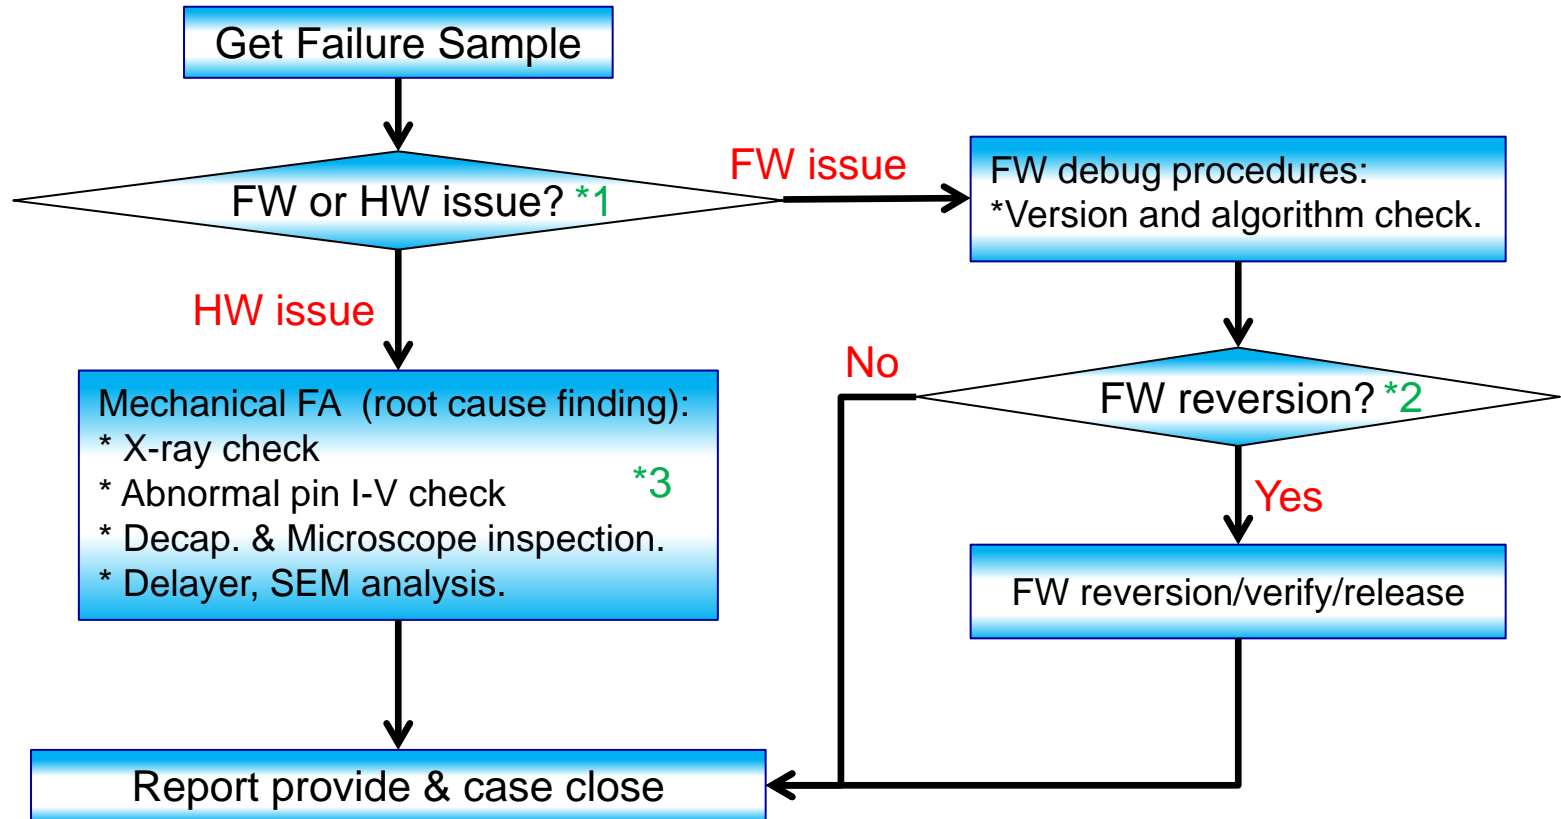 Get Failure Sample
FW or HW issue? *1
FW issue
FW debug procedures:
*Version and algorithm check.
HW issue
Mechanical FA  (root cause finding):
* X-ray check
* Abnormal pin I-V check
*3
* Decap. & Microscope inspection.
* Delayer, SEM analysis.
No
FW reversion? *2
Yes
FW reversion/verify/release
Report provide & case close